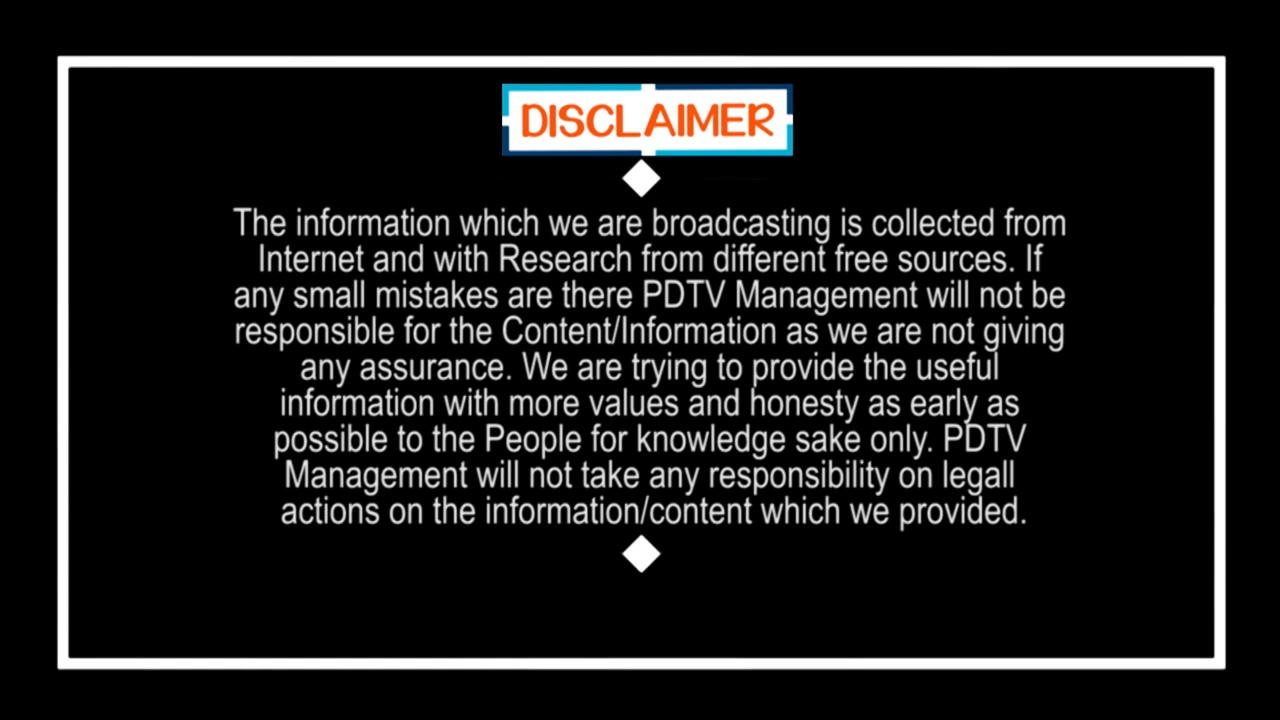 DISCLAIMER
The information which we are broadcasting is collected from
Internet and with Research from different free sources. If
any small mistakes are there PDTV Management will not be
responsible for the Content/Information as we are not giving
any assurance. We are trying to provide the useful
information with more values and honesty as early as
possible to the People for knowledge sake only. PDTV
Management will not take any responsibility on legall
actions on the information/content which we provided.